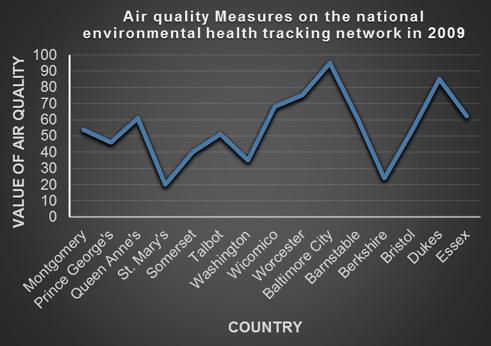 Air quality Measures on the national
environmental health tracking network in 2009
VALUE OF AIR QUALITY
100
90
80
70
60
50
40
30
20
10
0
Montgomery
Prince George's
Queen Anne's
St. Mary's
Somerset
Talbot
Washington
Wicomico
Worcester
Baltimore City
Barnstable
Berkshire
Bristol
Dukes
Essex
COUNTRY